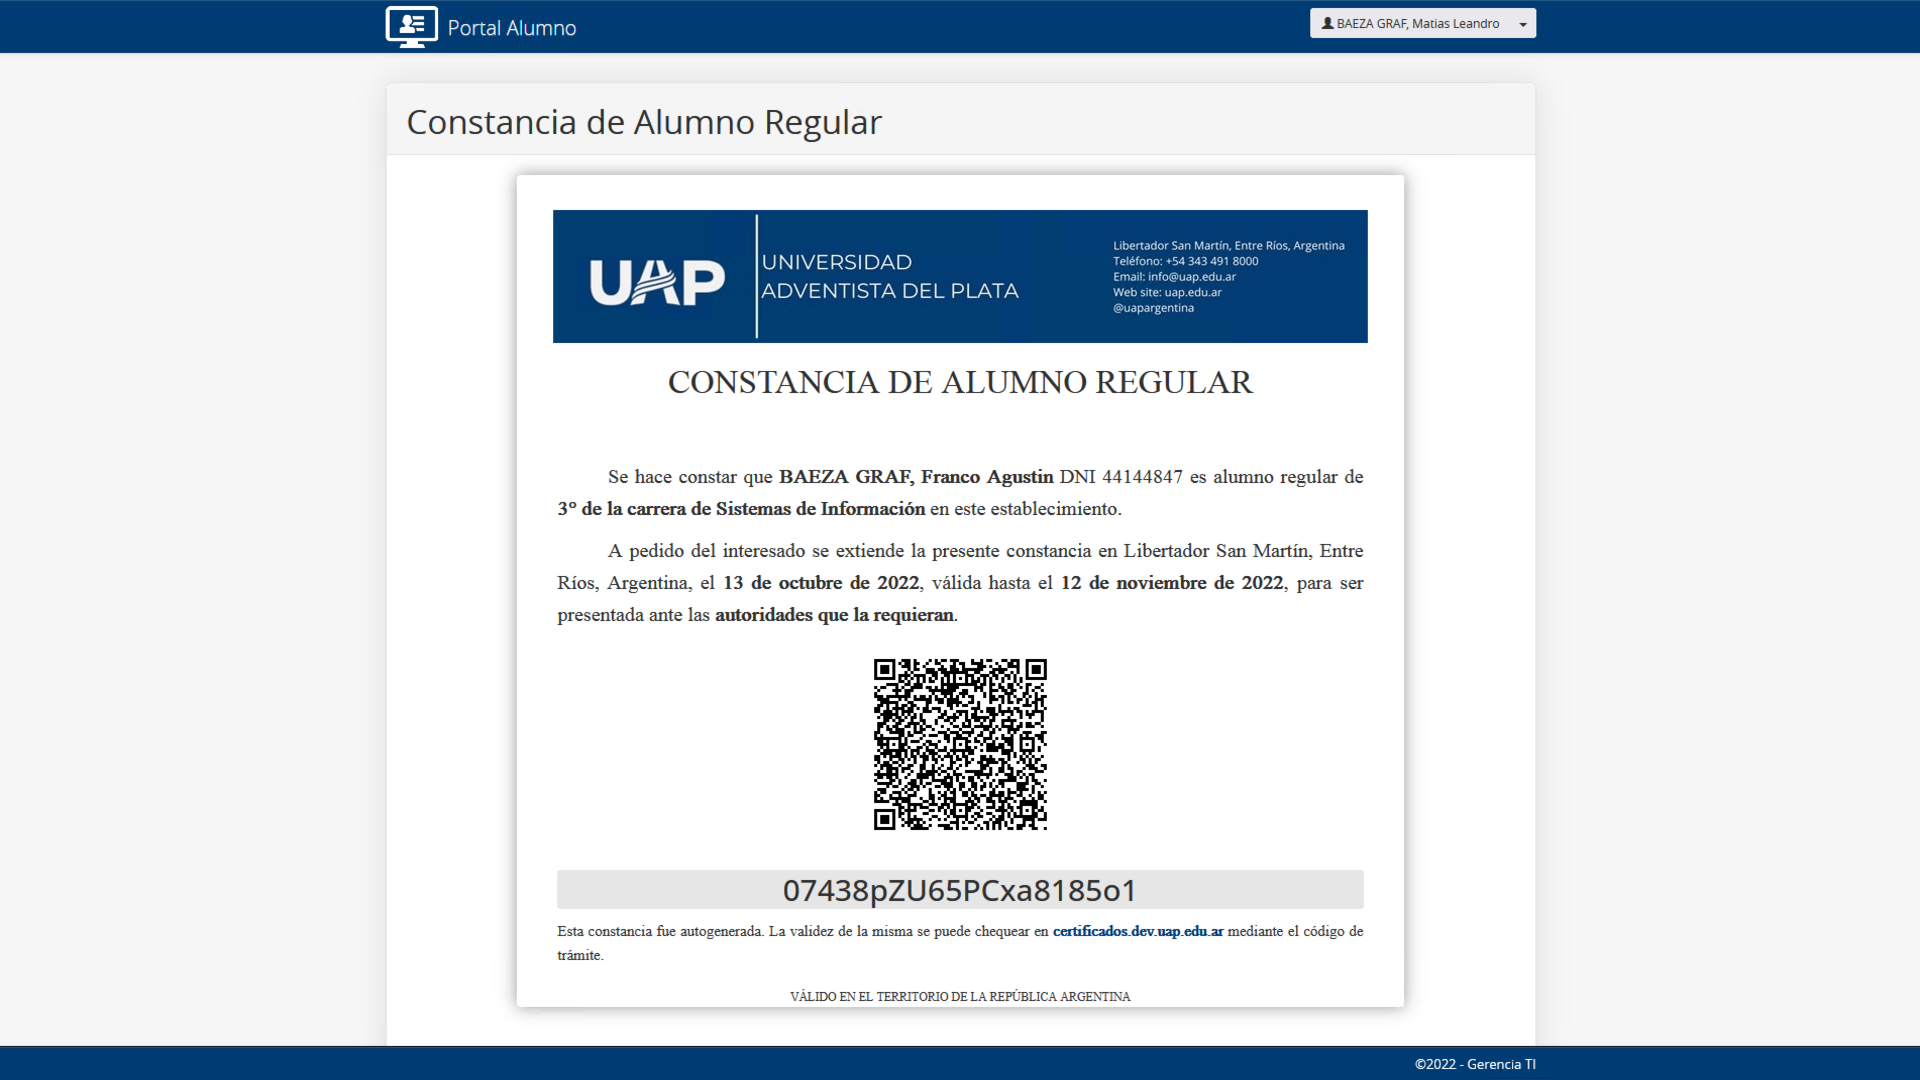 Portal Alumno
BAEZA GRAF, Matias Leandro
Constancia de Alumno Regular
UAP
UNIVERSIDAD
ADVENTISTA DEL PLATA
Libertador San Martín, Entre Ríos, Argentina
Teléfono: +54 343 491 8000
Email: info@uap.edu.ar
Web site: uap.edu.ar
@uapargentina
CONSTANCIA DE ALUMNO REGULAR
Se hace constar que BAEZA GRAF, Franco Agustin DNI 44144847 es alumno regular de
3º de la carrera de Sistemas de Información en este establecimiento.
A pedido del interesado se extiende la presente constancia en Libertador San Martín, Entre
Ríos, Argentina, el 13 de octubre de 2022, válida hasta el 12 de noviembre de 2022, para ser
presentada ante las autoridades que la requieran.
07438pZU65PCxa8185o1
Esta constancia fue autogenerada. La validez de la misma se puede chequear en certificados.dev.uap.edu.ar mediante el código de
trámite.
VÁLIDO EN EL TERRITORIO DE LA REPÚBLICA ARGENTINA
©2022 - Gerencia TI